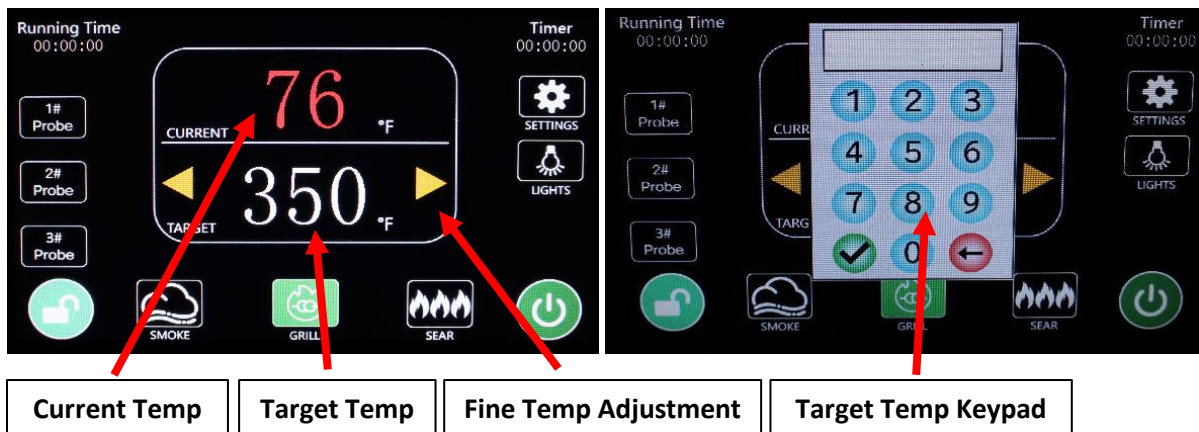 Running Time
00:00:00
Timer
00:00:00
1#
Probe
2#
Probe
3#
Probe
76
°F
CURRENT
350
°F
TARGET
SETTINGS
LIGHTS
SMOKE
GRILL
SEAR
Running Time
00:00:00
Timer
00:00:00
1#
Probe
2#
Probe
3#
Probe
CURR
TARG
1 2 3
4 5 6
7 8 9
0
SETTINGS
LIGHTS
SMOKE
GRILL
SEAR
Current Temp
Target Temp
Fine Temp Adjustment
Target Temp Keypad